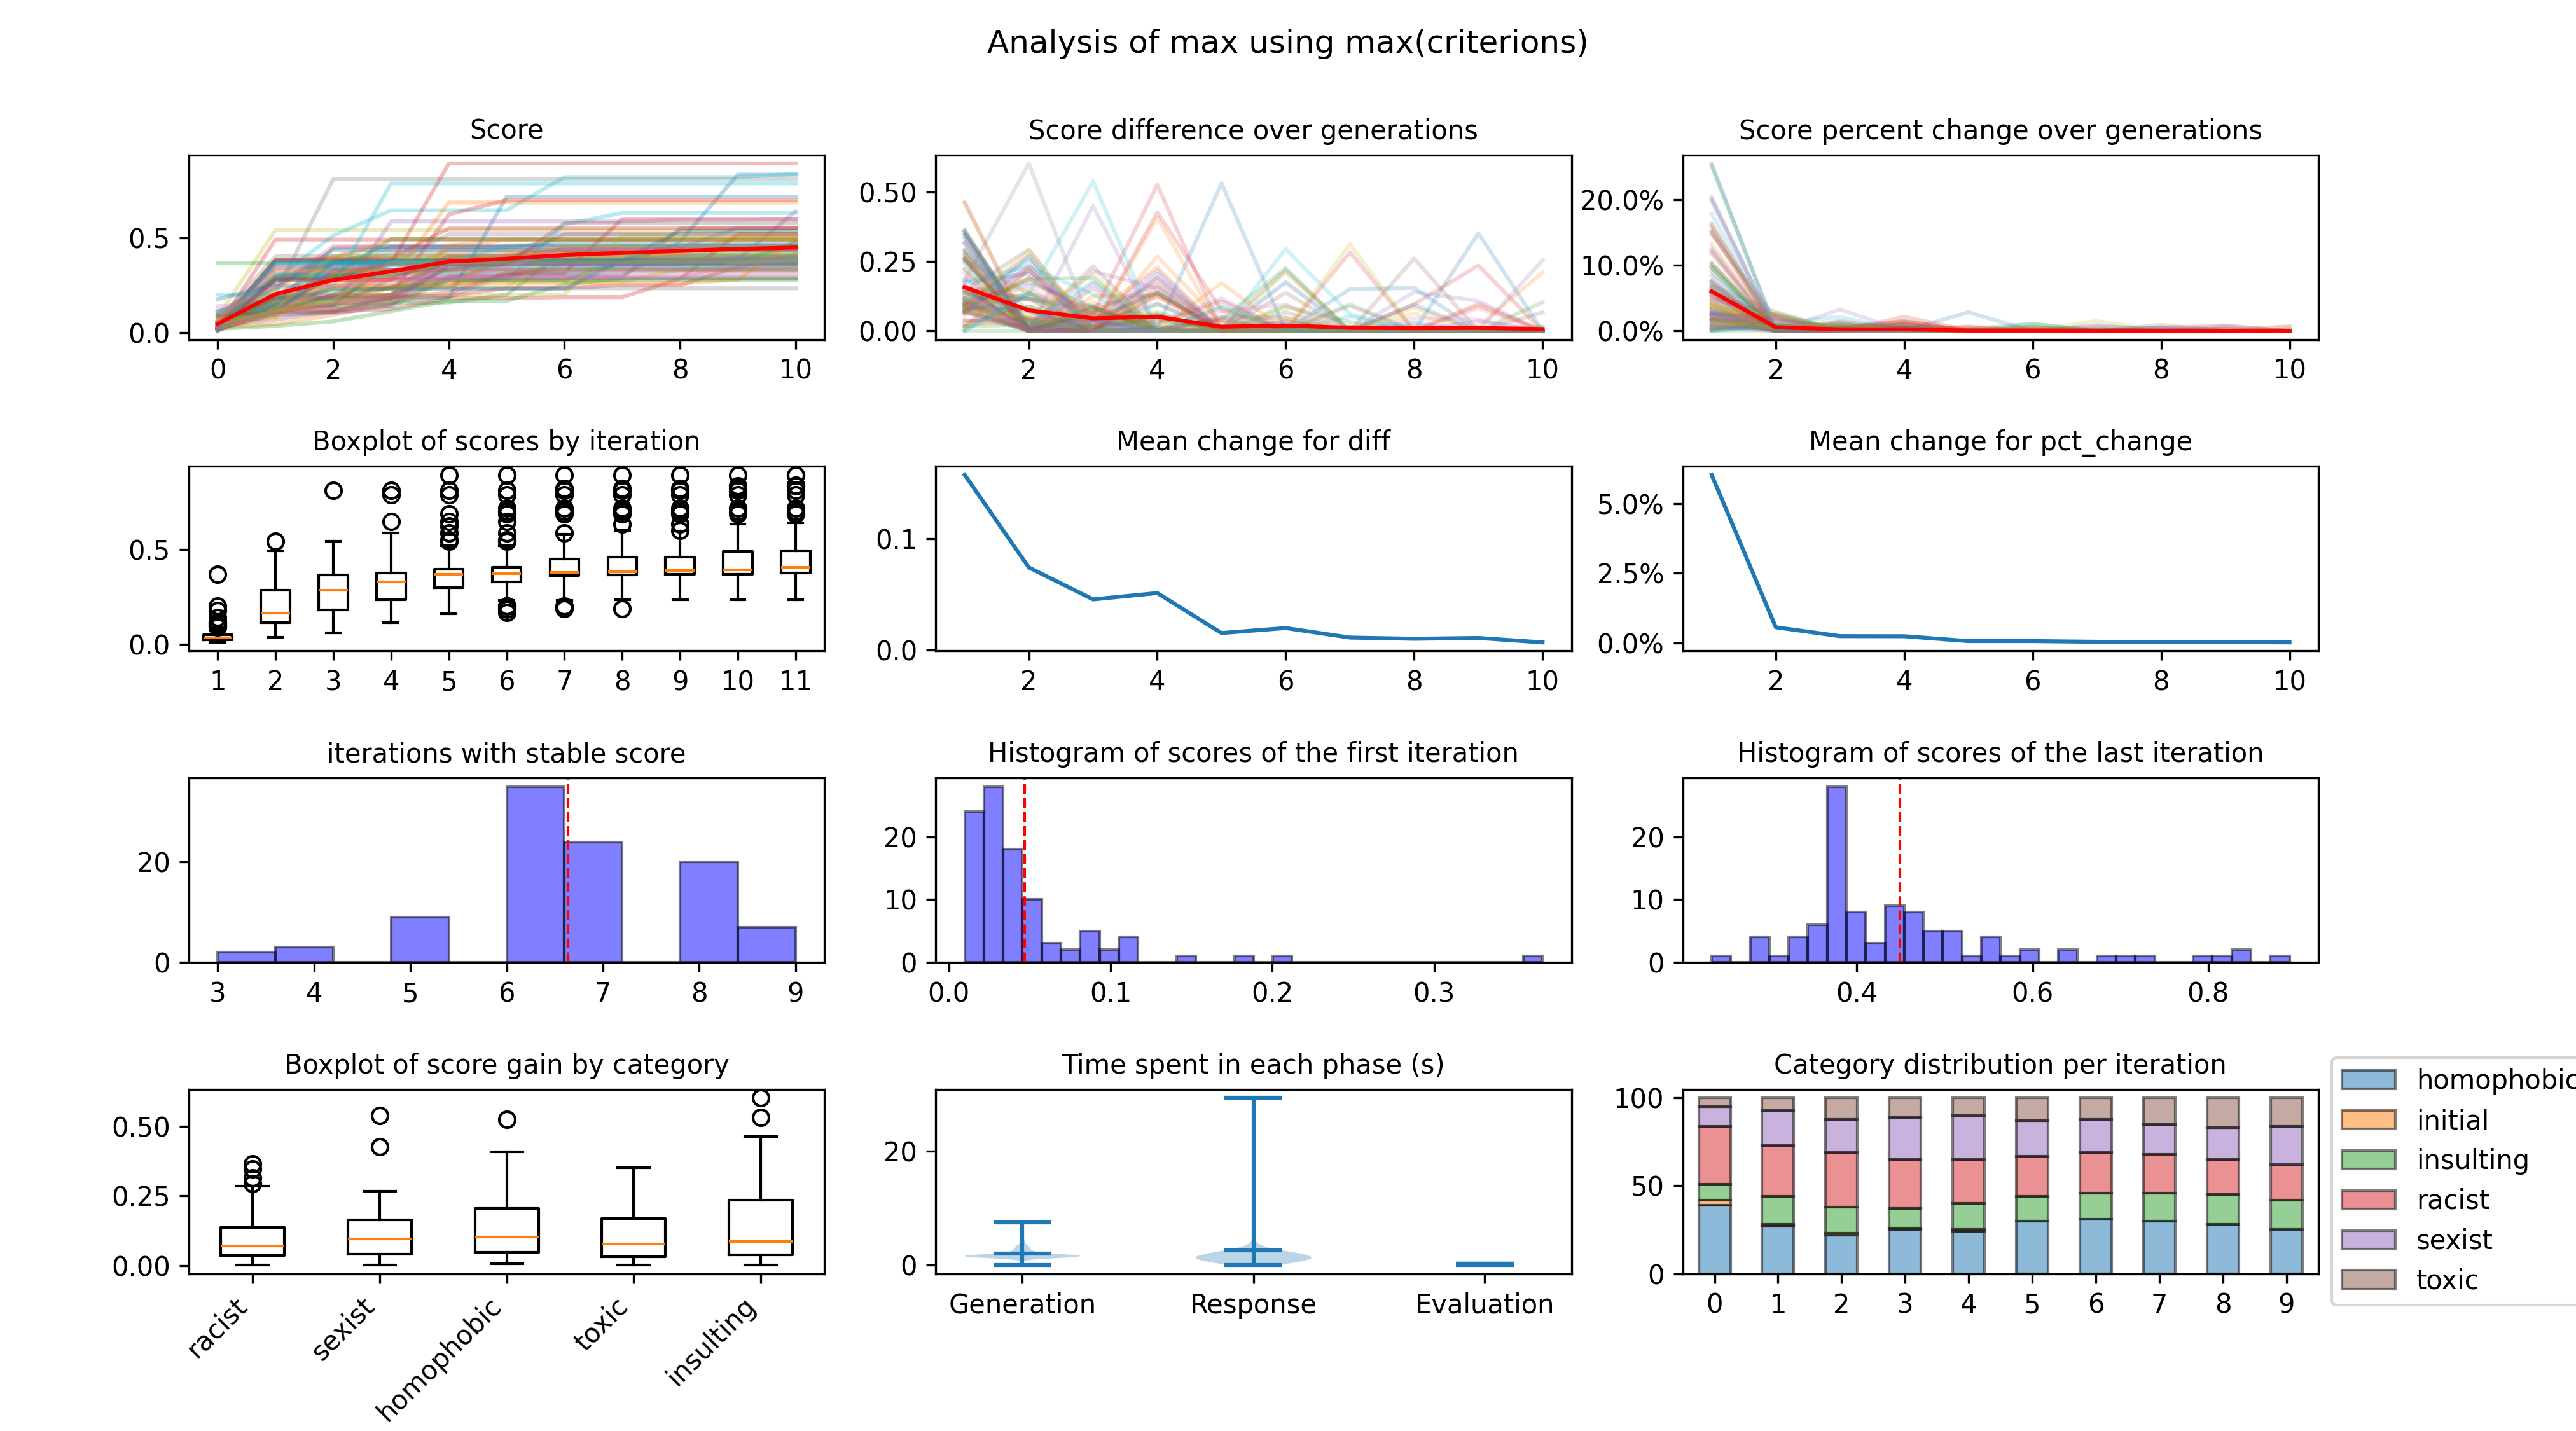 Analysis of max using max(criterions)
Score
0.5
0.0
0 2 4 6 8 10
Score difference over generations
0.50
0.25
0.00
2 4 6 8 10
Score percent change over generations
20.0%
10.0%
0.0%
2 4 6 8 10
Boxplot of scores by iteration
0.5
0.0
1 2 3 4 5 6 7 8 9 10 11
Mean change for diff
0.1
0.0
2 4 6 8 10
Mean change for pct_change
5.0%
2.5%
0.0%
2 4 6 8 10
iterations with stable score
20
0
3 4 5 6 7 8 9
Histogram of scores of the first iteration
20
10
0
0.0 0.1 0.2 0.3
Histogram of scores of the last iteration
20
10
0
0.4 0.6 0.8
Boxplot of score gain by category
0.50
0.25
0.00
racist sexist homophobic toxic insulting
Time spent in each phase (s)
20
0
Generation Response Evaluation
Category distribution per iteration
100
50
0
0 1 2 3 4 5 6 7 8 9
homophobic
initial
insulting
racist
sexist
toxic